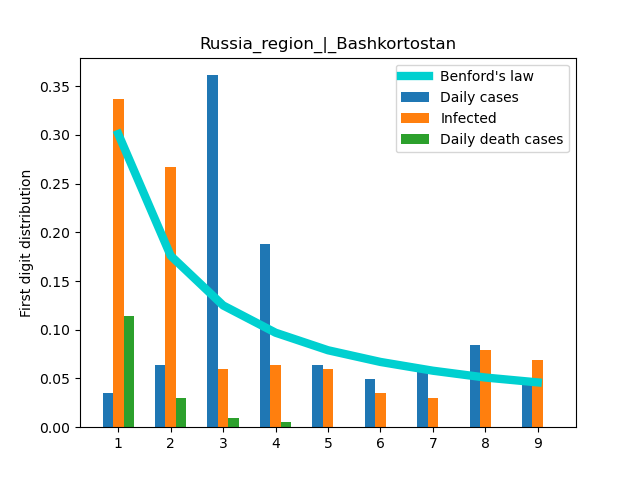 Russia_region_|_Bashkortostan
First digit distribution
0.35
0.30
0.25
0.20
0.15
0.10
0.05
0.00
1 2 3 4 5 6 7 8 9
Benford's law
Daily cases
Infected
Daily death cases